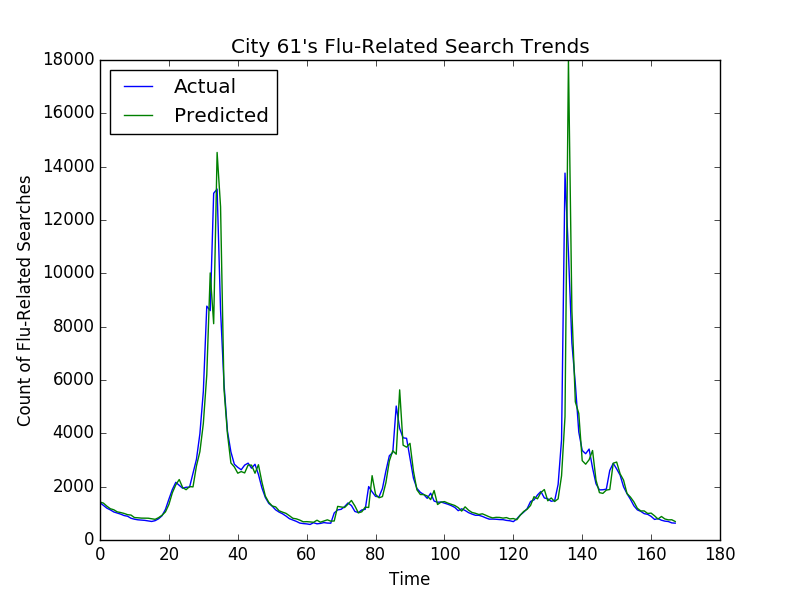 City 61's Flu-Related Search Trends
Actual
Predicted
18000
16000
14000
12000
10000
8000
6000
4000
2000
0
Count of Flu-Related Searches
0 20 40 60 80 100 120 140 160 180
Time